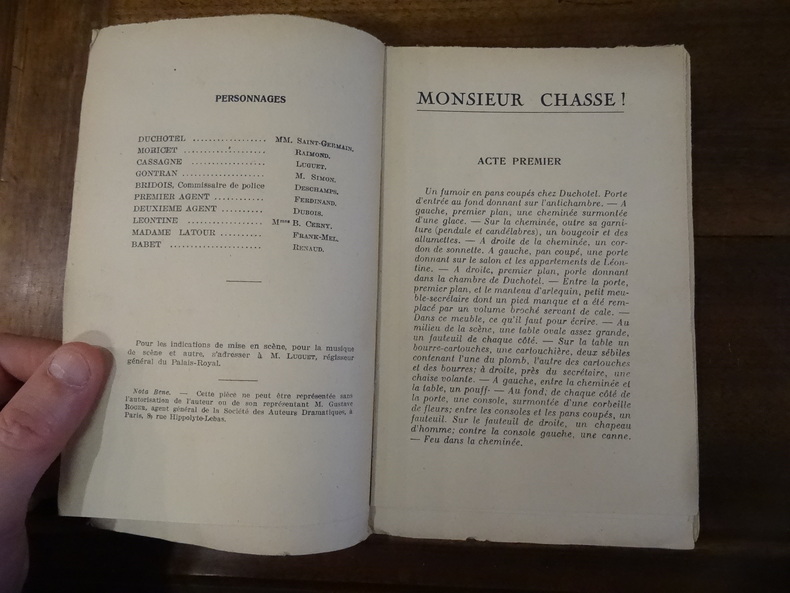 PERSONNAGES
DUCHOTEL .................. MM. SAINT-GERMAIN,
MORICET .................... RAIMOND.
CASSAGNE .................. LUGUET.
GONTRAN .................... M. SIMON.
BRIDOIS, Commissaire de police DESCHAMPS.
PREMIER AGENT ............ FERDINAND.
DEUXIEME AGENT .......... DUBOIS.
LEONTINE .................. Mmes B. CERNY.
MADAME LATOUR .......... FRANK-MEL.
BABET ...................... RENAUD.
Pour les indications de mise en scène, pour la musique
de scène et autre, s'adresser à M. LUGUET, régisseur
général du Palais-Royal.
Nota Bene. — Cette pièce ne peut être représentée sans
l'autorisation de l'auteur ou de son représentant M. Gustave
ROGER, agent général de la Société des Auteurs Dramatiques, à
Paris, rue Hippolyte-Lebas.
MONSIEUR CHASSE !
ACTE PREMIER
Un fumoir en pans coupés chez Duchotel. Porte
d'entrée au fond donnant sur l'antichambre. — A
gauche, premier plan, une cheminée surmontée
d'une glace. — Sur la cheminée, outre sa garni-
ture (pendule et candélabres), un bougeoir et des
allumettes. — A droite de la cheminée, un cor-
don de sonnette. A gauche, pan coupé, une porte
donnant sur le salon et les appartements de Léon-
tine. — A droite, premier plan, porte donnant
dans la chambre de Duchotel. — Entre la porte,
premier plan, et le manteau d'arlequin, petit meu-
ble-secrétaire dont un pied manque et a été rem-
placé par un volume broché servant de cale. —
Dans ce meuble, ce qu'il faut pour écrire. — Au
milieu de la scène, une table ovale assez grande,
un fauteuil de chaque côté. — Sur la table un
bourre-cartouches, une cartouchière, deux sébiles
contenant l'une du plomb, l'autre des cartouches
et des bourres; à droite, près du secrétaire, une
chaise volante. — A gauche, entre la cheminée et
la table, un pouff- — Au fond, de chaque côté de
la porte, une console, surmontée d'une corbeille
de fleurs; entre les consoles et les pans coupés, un
fauteuil. Sur le fauteuil de droite, un chapeau
d'homme; contre la console gauche, une canne.
— Feu dans la cheminée.